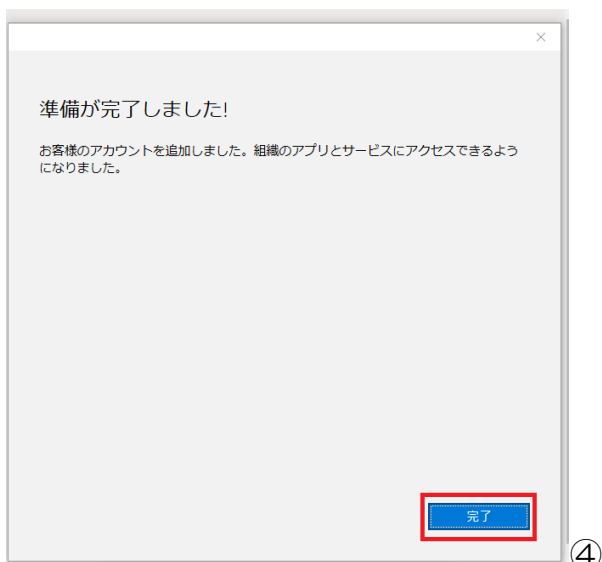 準備が完了しました!
お客様のアカウントを追加しました。組織のアプリとサービスにアクセスできるよう
になりました。
完了
④